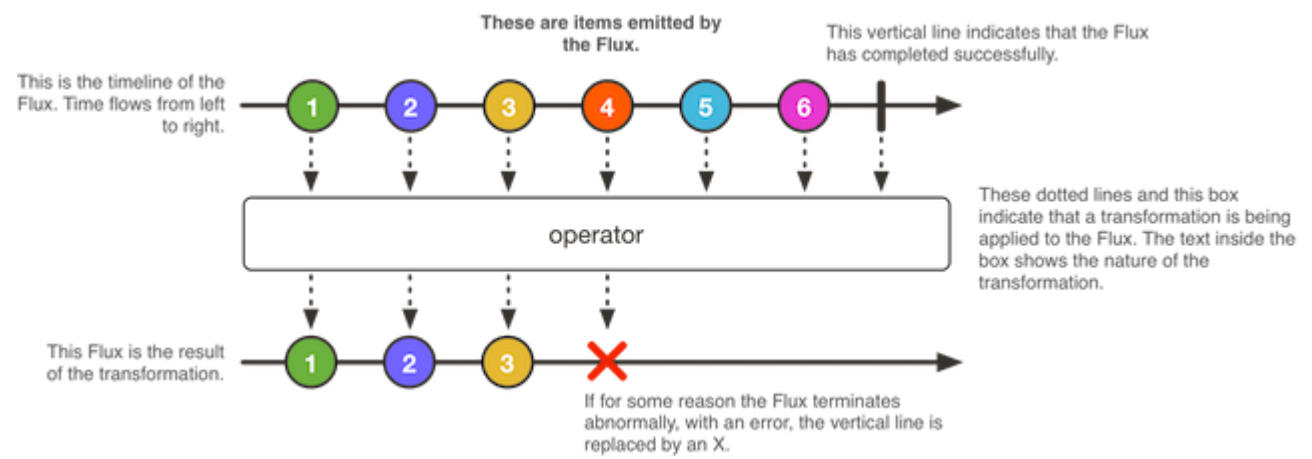 These are items emitted by
the Flux.
This vertical line indicates that the Flux
has completed successfully.
This is the timeline of the
Flux. Time flows from left
to right.
1 2 3 4 5 6
These dotted lines and this box
indicate that a transformation is being
applied to the Flux. The text inside the
box shows the nature of the
transformation.
operator
This Flux is the result
of the transformation.
1 2 3
If for some reason the Flux terminates
abnormally, with an error, the vertical line is
replaced by an X.